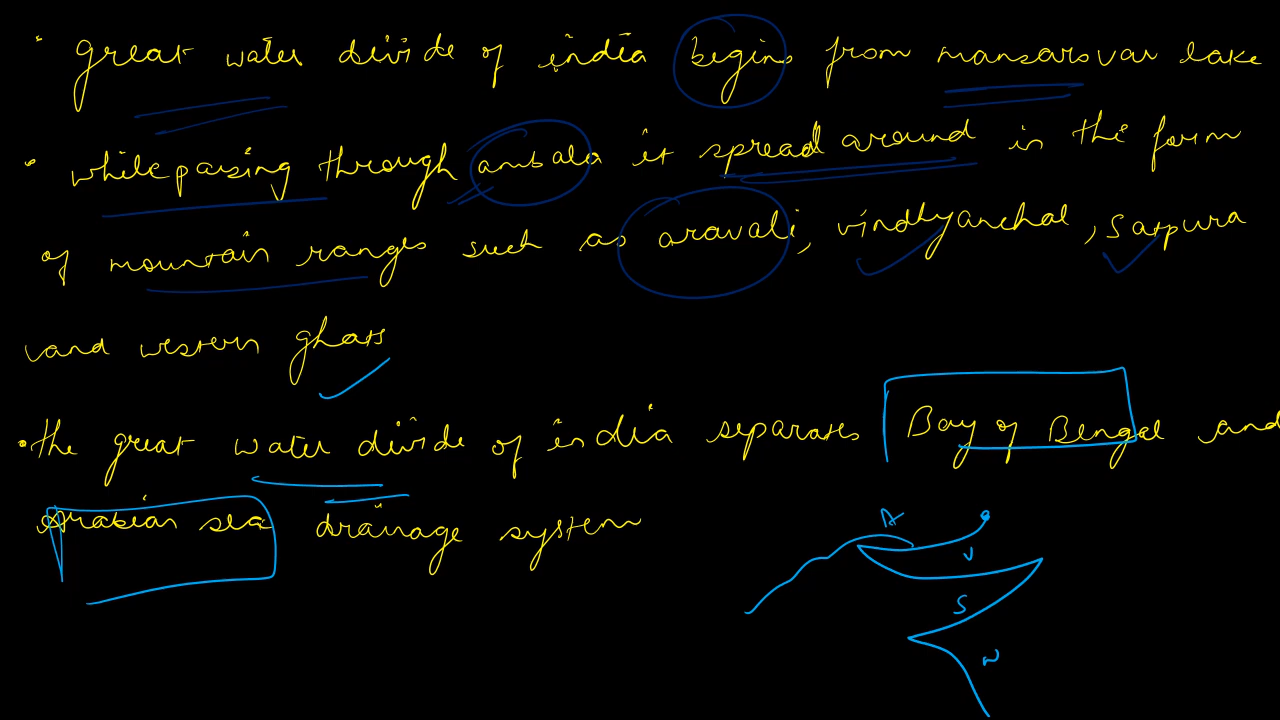 • great water divide of india begins from mansarovar lake
• while passing through ambala it spread around in the form
of mountain ranges such as aravali, vindhyanchal, Satpura
and western ghats
• the great water divide of india separates Bay of Bengal and
Arabian sea drainage system
A
V
S
W